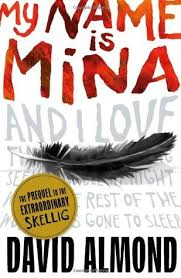 MY NAME
is MINA
AND I LOVE
NIGHT
THE PREQUEL TO THE
EXTRAORDINARY
SKELLIG
REST OF THE
GONE TO SLEEP
DAVID ALMOND